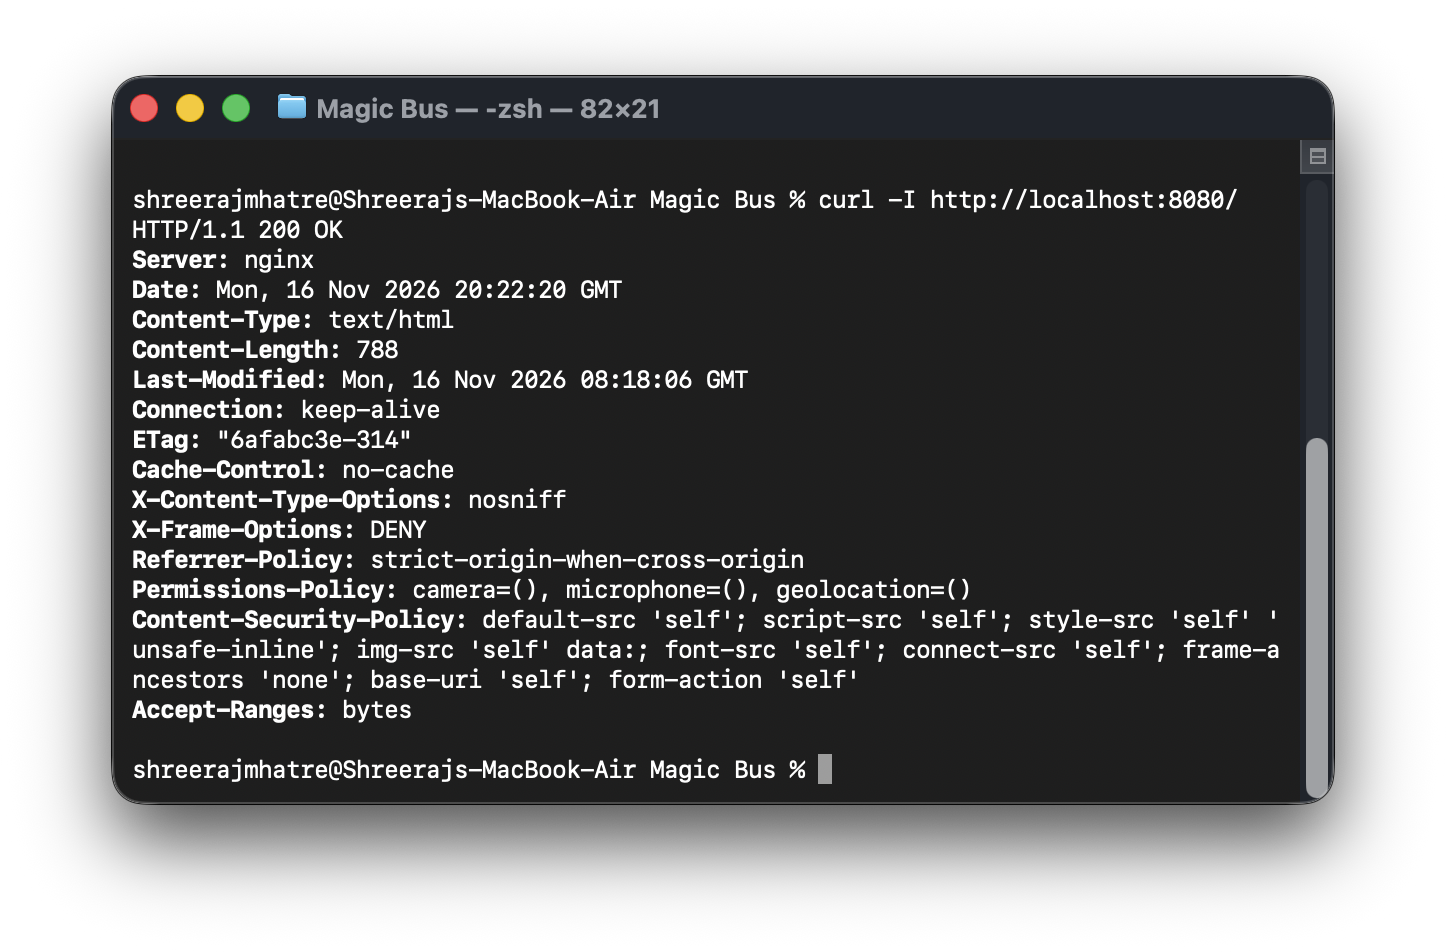 Magic Bus — -zsh — 82×21
shreerajmhatre@Shreerajs-MacBook-Air Magic Bus % curl -I http://localhost:8080/
HTTP/1.1 200 OK
Server: nginx
Date: Mon, 16 Nov 2026 20:22:20 GMT
Content-Type: text/html
Content-Length: 788
Last-Modified: Mon, 16 Nov 2026 08:18:06 GMT
Connection: keep-alive
ETag: "6afabc3e-314"
Cache-Control: no-cache
X-Content-Type-Options: nosniff
X-Frame-Options: DENY
Referrer-Policy: strict-origin-when-cross-origin
Permissions-Policy: camera=(), microphone=(), geolocation=()
Content-Security-Policy: default-src 'self'; script-src 'self'; style-src 'self' '
unsafe-inline'; img-src 'self' data:; font-src 'self'; connect-src 'self'; frame-a
ncestors 'none'; base-uri 'self'; form-action 'self'
Accept-Ranges: bytes
shreerajmhatre@Shreerajs-MacBook-Air Magic Bus %